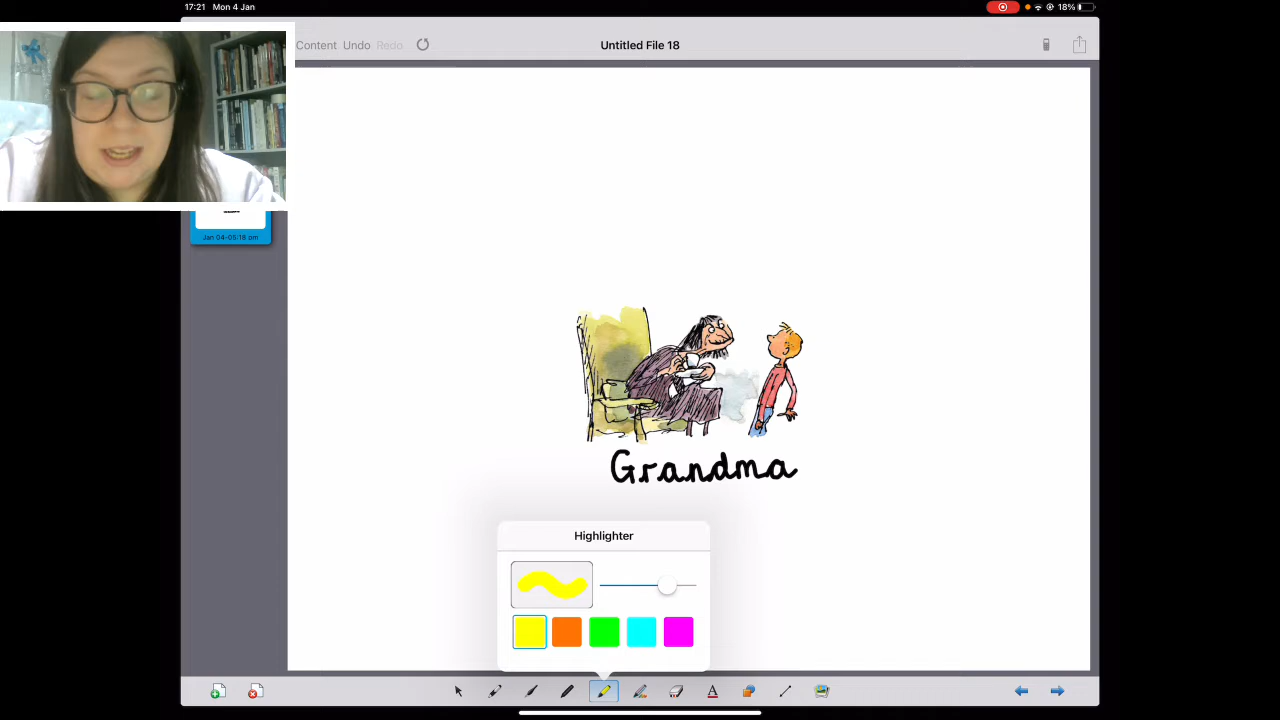 17:21 Mon 4 Jan
18%
Content Undo Redo
Untitled File 18
Jan 04-05:18 pm
Grandma
Highlighter
A